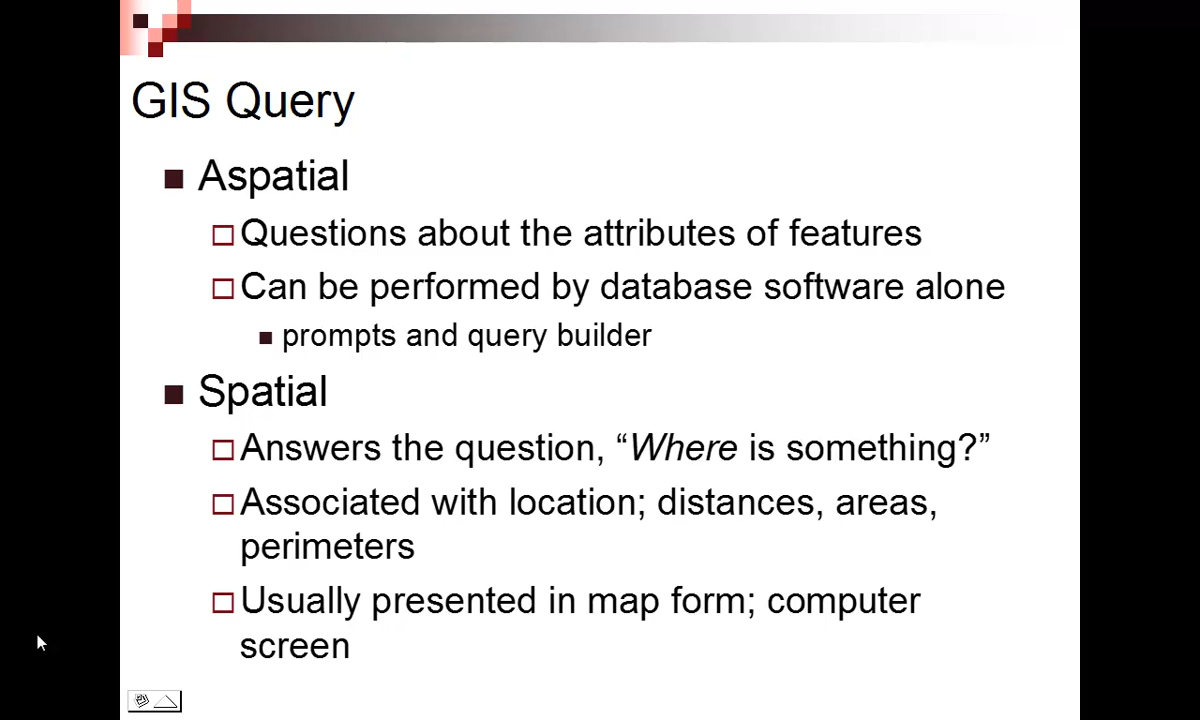 GIS Query
Aspatial
Questions about the attributes of features
Can be performed by database software alone
prompts and query builder
Spatial
Answers the question, “Where is something?”
Associated with location; distances, areas,
perimeters
Usually presented in map form; computer
screen